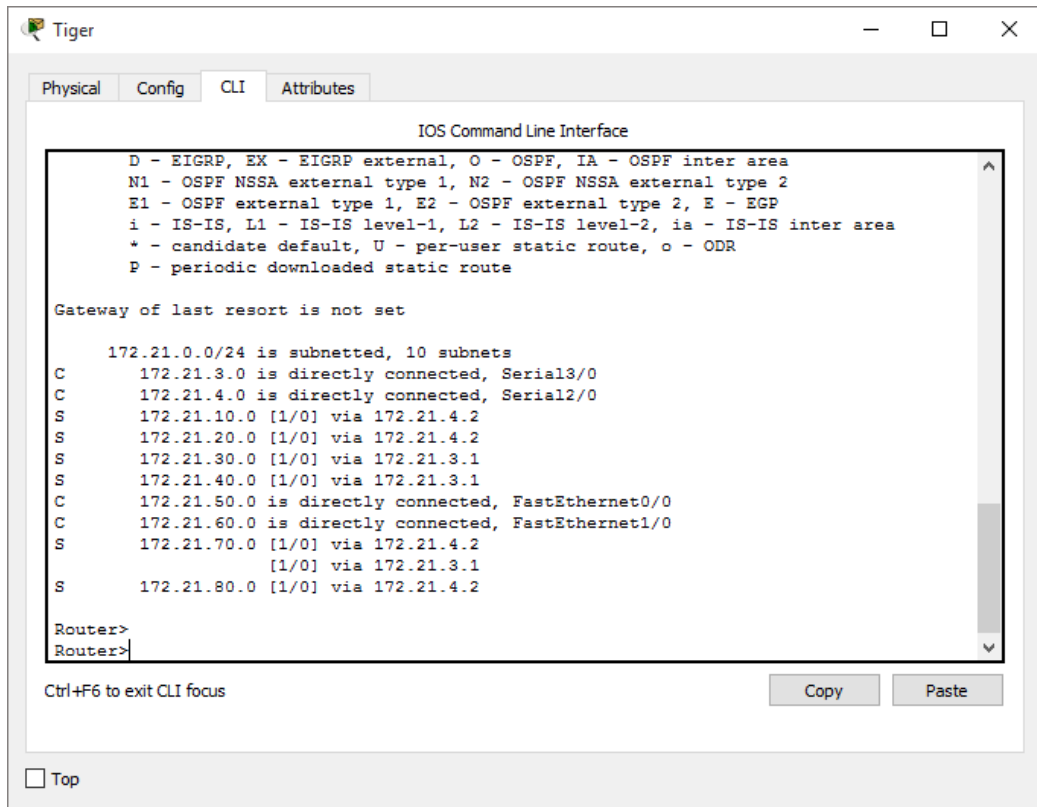 Tiger
Physical Config CLI Attributes
IOS Command Line Interface
D - EIGRP, EX - EIGRP external, O - OSPF, IA - OSPF inter area
N1 - OSPF NSSA external type 1, N2 - OSPF NSSA external type 2
E1 - OSPF external type 1, E2 - OSPF external type 2, E - EGP
i - IS-IS, L1 - IS-IS level-1, L2 - IS-IS level-2, ia - IS-IS inter area
* - candidate default, U - per-user static route, o - ODR
P - periodic downloaded static route
Gateway of last resort is not set
172.21.0.0/24 is subnetted, 10 subnets
C 172.21.3.0 is directly connected, Serial3/0
C 172.21.4.0 is directly connected, Serial2/0
S 172.21.10.0 [1/0] via 172.21.4.2
S 172.21.20.0 [1/0] via 172.21.4.2
S 172.21.30.0 [1/0] via 172.21.3.1
S 172.21.40.0 [1/0] via 172.21.3.1
C 172.21.50.0 is directly connected, FastEthernet0/0
C 172.21.60.0 is directly connected, FastEthernet1/0
S 172.21.70.0 [1/0] via 172.21.4.2
[1/0] via 172.21.3.1
S 172.21.80.0 [1/0] via 172.21.4.2
Router>
Router>
Ctrl+F6 to exit CLI focus Copy Paste
Top